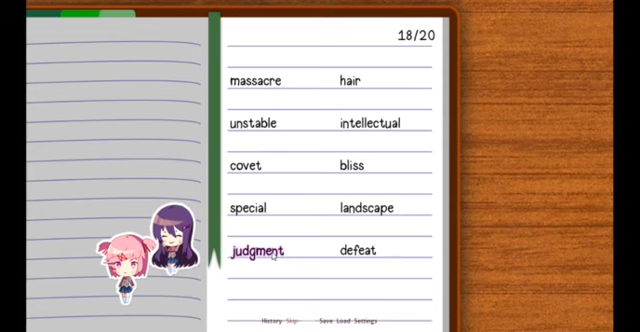 18/20
massacre hair
unstable intellectual
covet bliss
special landscape
judgment defeat
History Skip Save Load Settings